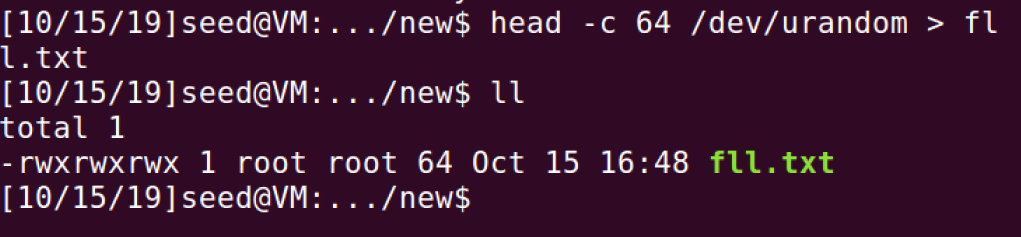 [10/15/19]seed@VM:.../new$ head -c 64 /dev/urandom > fl
l.txt
[10/15/19]seed@VM:.../new$ ll
total 1
-rwxrwxrwx 1 root root 64 Oct 15 16:48 fll.txt
[10/15/19]seed@VM:.../new$